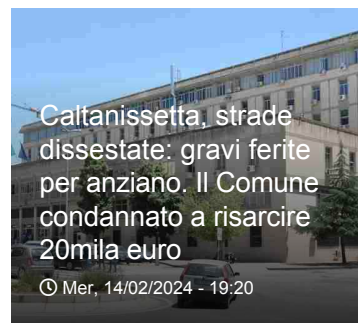 Caltanissetta, strade
dissestate: gravi ferite
per anziano. Il Comune
condannato a risarcire
20mila euro
Mer, 14/02/2024 - 19:20